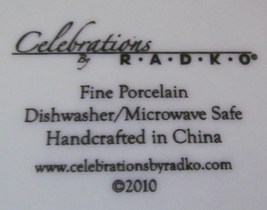 Celebrations
By R·A·D·K·O®
Fine Porcelain
Dishwasher/Microwave Safe
Handcrafted in China
www.celebrationsbyradko.com
©2010